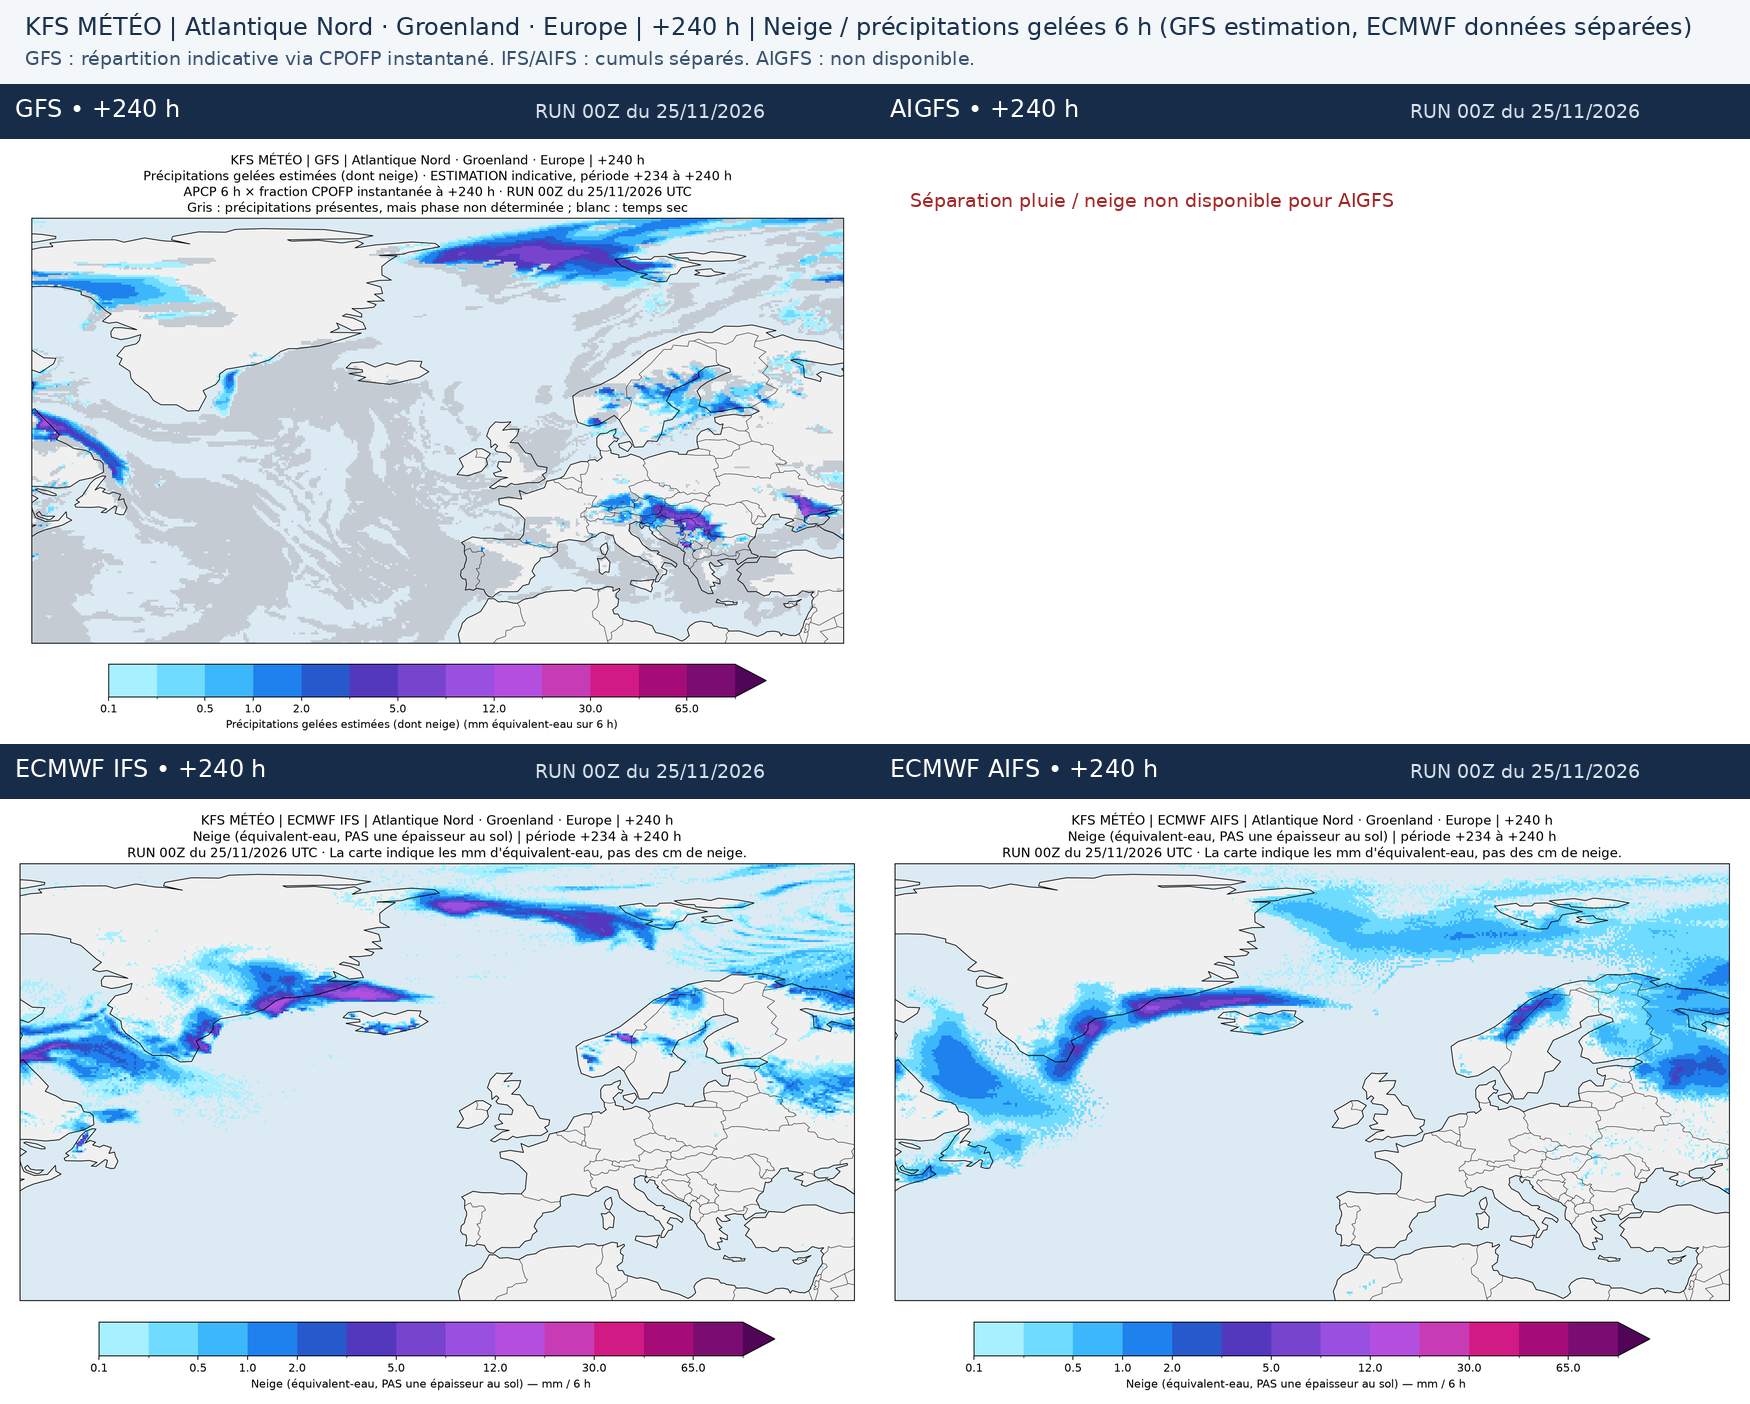 KFS MÉTÉO | Atlantique Nord · Groenland · Europe | +240 h | Neige / précipitations gelées 6 h (GFS estimation, ECMWF données séparées)
GFS : répartition indicative via CPOFP instantané. IFS/AIFS : cumuls séparés. AIGFS : non disponible.
GFS • +240 h
RUN 00Z du 25/11/2026
AIGFS • +240 h
RUN 00Z du 25/11/2026
KFS MÉTÉO | GFS | Atlantique Nord · Groenland · Europe | +240 h
Précipitations gelées estimées (dont neige) · ESTIMATION indicative, période +234 à +240 h
APCP 6 h × fraction CPOFP instantanée à +240 h · RUN 00Z du 25/11/2026 UTC
Gris : précipitations présentes, mais phase non déterminée ; blanc : temps sec
Séparation pluie / neige non disponible pour AIGFS
0.1 0.5 1.0 2.0 5.0 12.0 30.0 65.0
Précipitations gelées estimées (dont neige) (mm équivalent-eau sur 6 h)
ECMWF IFS • +240 h
RUN 00Z du 25/11/2026
ECMWF AIFS • +240 h
RUN 00Z du 25/11/2026
KFS MÉTÉO | ECMWF IFS | Atlantique Nord · Groenland · Europe | +240 h
Neige (équivalent-eau, PAS une épaisseur au sol) | période +234 à +240 h
RUN 00Z du 25/11/2026 UTC · La carte indique les mm d'équivalent-eau, pas des cm de neige.
KFS MÉTÉO | ECMWF AIFS | Atlantique Nord · Groenland · Europe | +240 h
Neige (équivalent-eau, PAS une épaisseur au sol) | période +234 à +240 h
RUN 00Z du 25/11/2026 UTC · La carte indique les mm d'équivalent-eau, pas des cm de neige.
0.1 0.5 1.0 2.0 5.0 12.0 30.0 65.0
Neige (équivalent-eau, PAS une épaisseur au sol) — mm / 6 h
0.1 0.5 1.0 2.0 5.0 12.0 30.0 65.0
Neige (équivalent-eau, PAS une épaisseur au sol) — mm / 6 h